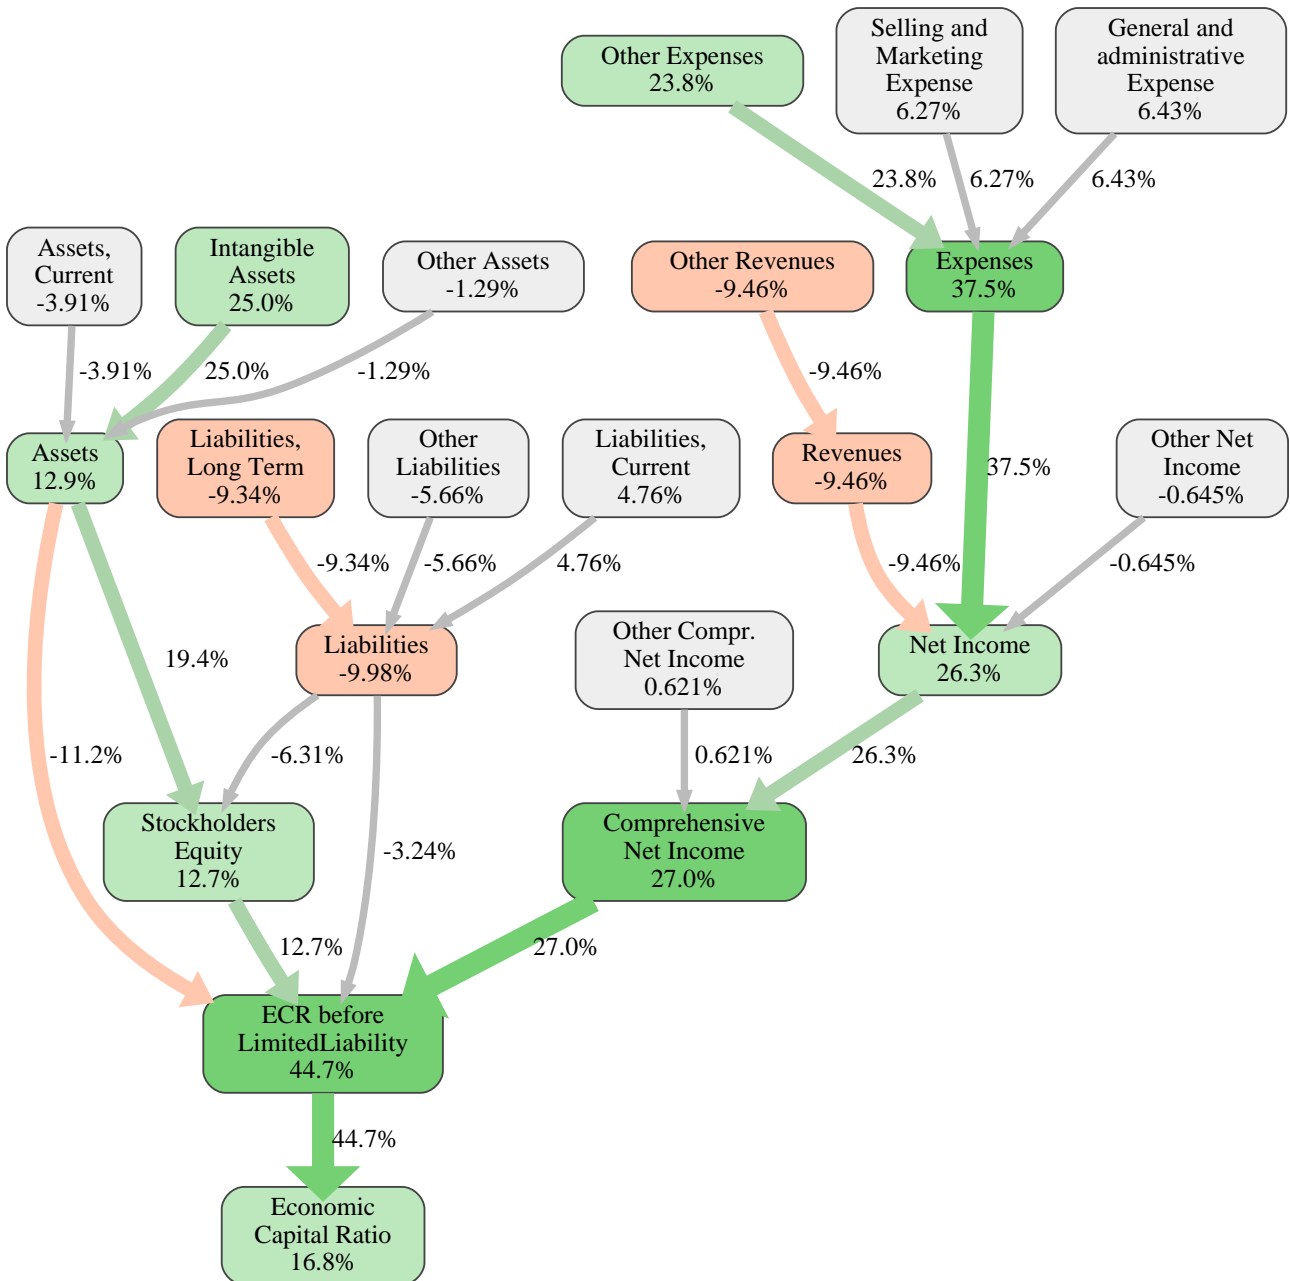 Other Expenses
23.8%
Selling and
Marketing
Expense
6.27%
General and
administrative
Expense
6.43%
23.8%
6.27%
6.43%
Assets,
Current
-3.91%
Intangible
Assets
25.0%
Other Assets
-1.29%
Other Revenues
-9.46%
Expenses
37.5%
-3.91%
25.0%
-1.29%
-9.46%
Assets
12.9%
Liabilities,
Long Term
-9.34%
Other
Liabilities
-5.66%
Liabilities,
Current
4.76%
Revenues
-9.46%
37.5%
Other Net
Income
-0.645%
-9.34%
-5.66%
4.76%
-9.46%
-0.645%
19.4%
Liabilities
-9.98%
Other Compr.
Net Income
0.621%
Net Income
26.3%
-11.2%
-6.31%
0.621%
26.3%
Stockholders
Equity
12.7%
-3.24%
Comprehensive
Net Income
27.0%
12.7%
27.0%
ECR before
LimitedLiability
44.7%
44.7%
Economic
Capital Ratio
16.8%